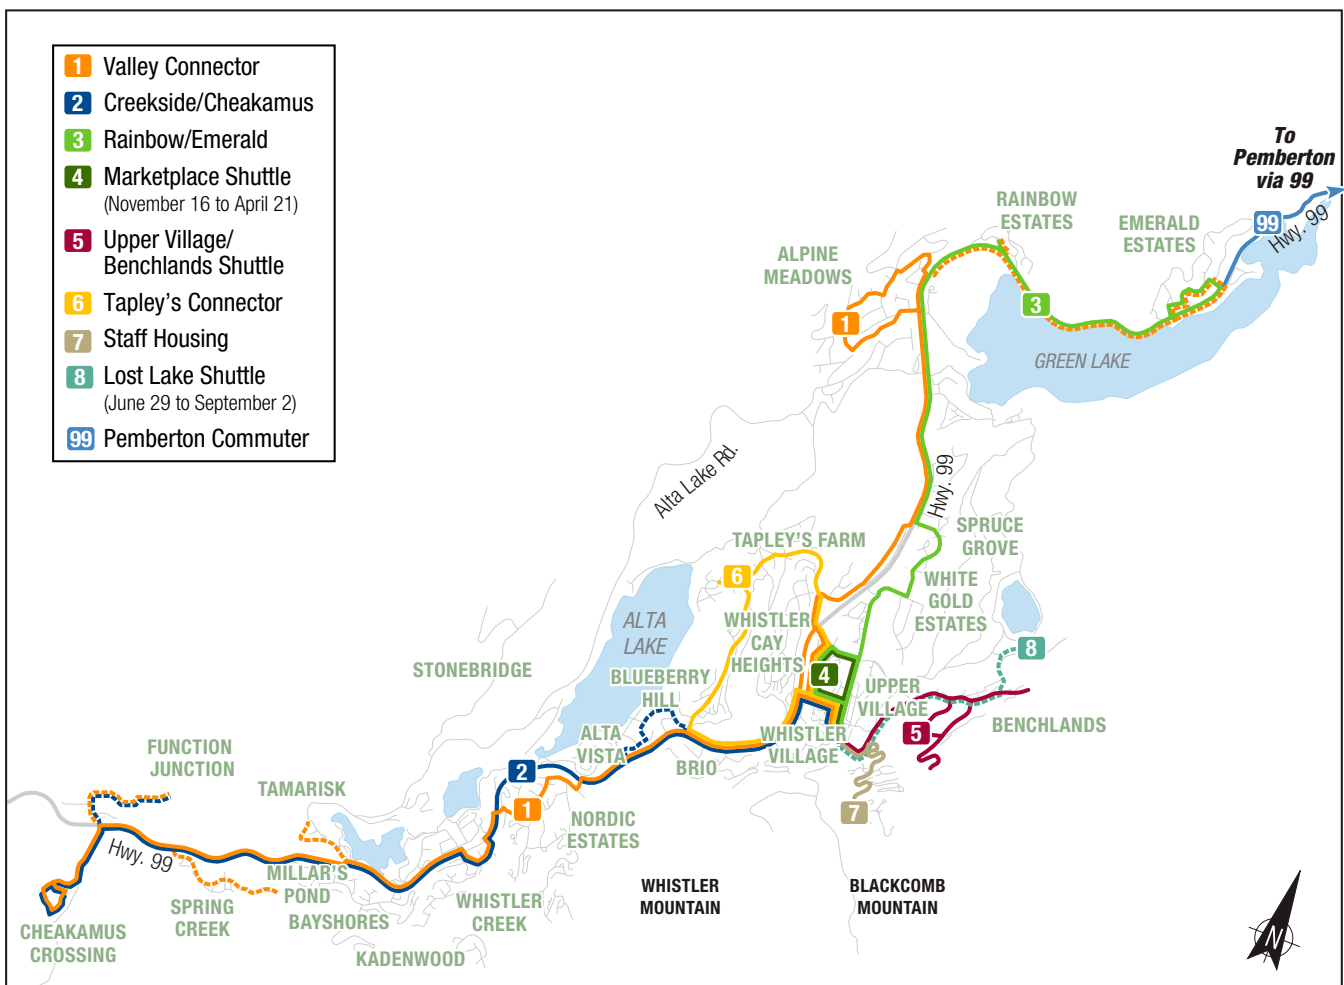 1 Valley Connector
2 Creekside/Cheakamus
3 Rainbow/Emerald
4 Marketplace Shuttle
(November 16 to April 21)
5 Upper Village/
Benchlands Shuttle
6 Tapley's Connector
7 Staff Housing
8 Lost Lake Shuttle
(June 29 to September 2)
99 Pemberton Commuter
To
Pemberton
via 99
99
Hwy. 99
RAINBOW
ESTATES
EMERALD
ESTATES
ALPINE
MEADOWS
1
3
GREEN LAKE
Alta Lake Rd.
Hwy. 99
SPRUCE
GROVE
TAPLEY'S FARM
6
WHITE
GOLD
ESTATES
ALTA
LAKE
WHISTLER
CAY
HEIGHTS
STONEBRIDGE
BLUEBERRY
HILL
4
8
UPPER
VILLAGE
BENCHLANDS
5
ALTA
VISTA
WHISTLER
VILLAGE
BRIO
FUNCTION
JUNCTION
TAMARISK
2
1
7
NORDIC
ESTATES
Hwy. 99
MILLAR'S
POND
SPRING
CREEK
BAYSHORES
WHISTLER
CREEK
WHISTLER
MOUNTAIN
BLACKCOMB
MOUNTAIN
CHEAKAMUS
CROSSING
KADENWOOD
N